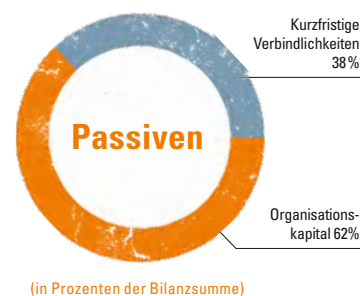 Kurzfristige
Verbindlichkeiten
38 %
Passiven
Organisations-
kapital 62%
(in Prozenten der Bilanzsumme)